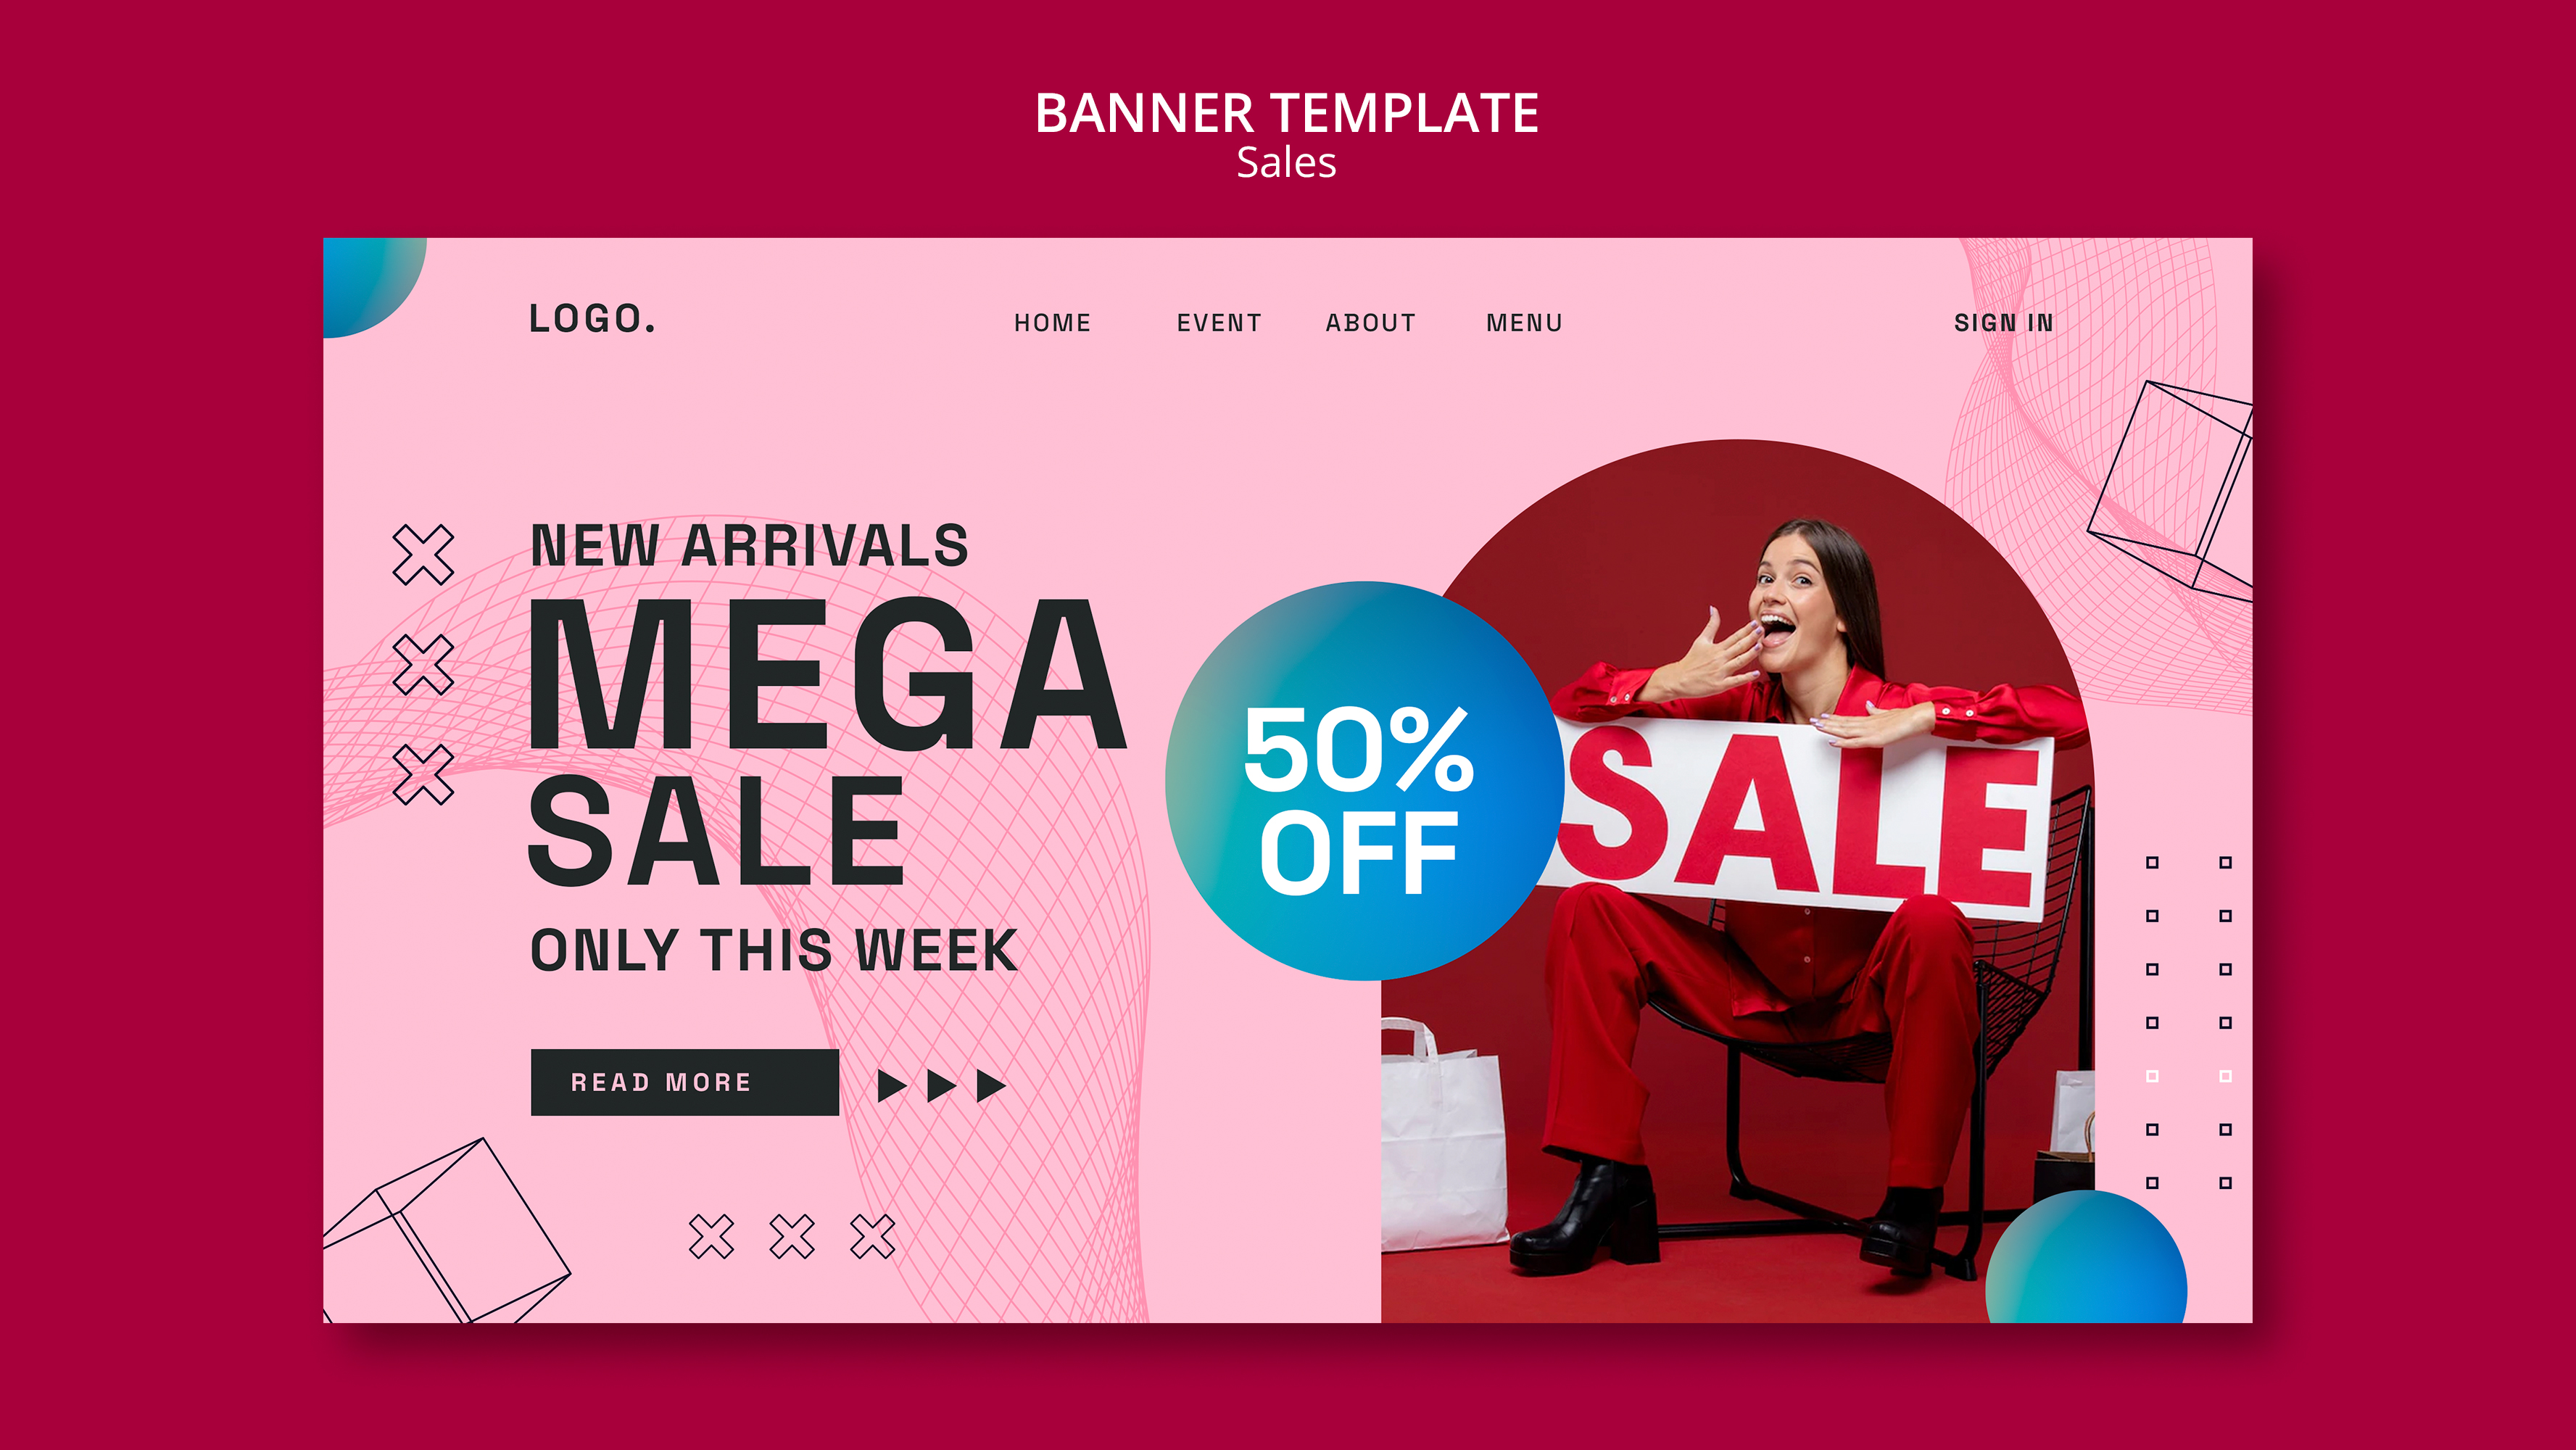 BANNER TEMPLATE
Sales
LOGO.
HOME
EVENT
ABOUT
MENU
SIGN IN
NEW ARRIVALS
MEGA
SALE
ONLY THIS WEEK
READ MORE
50%
OFF
SALE